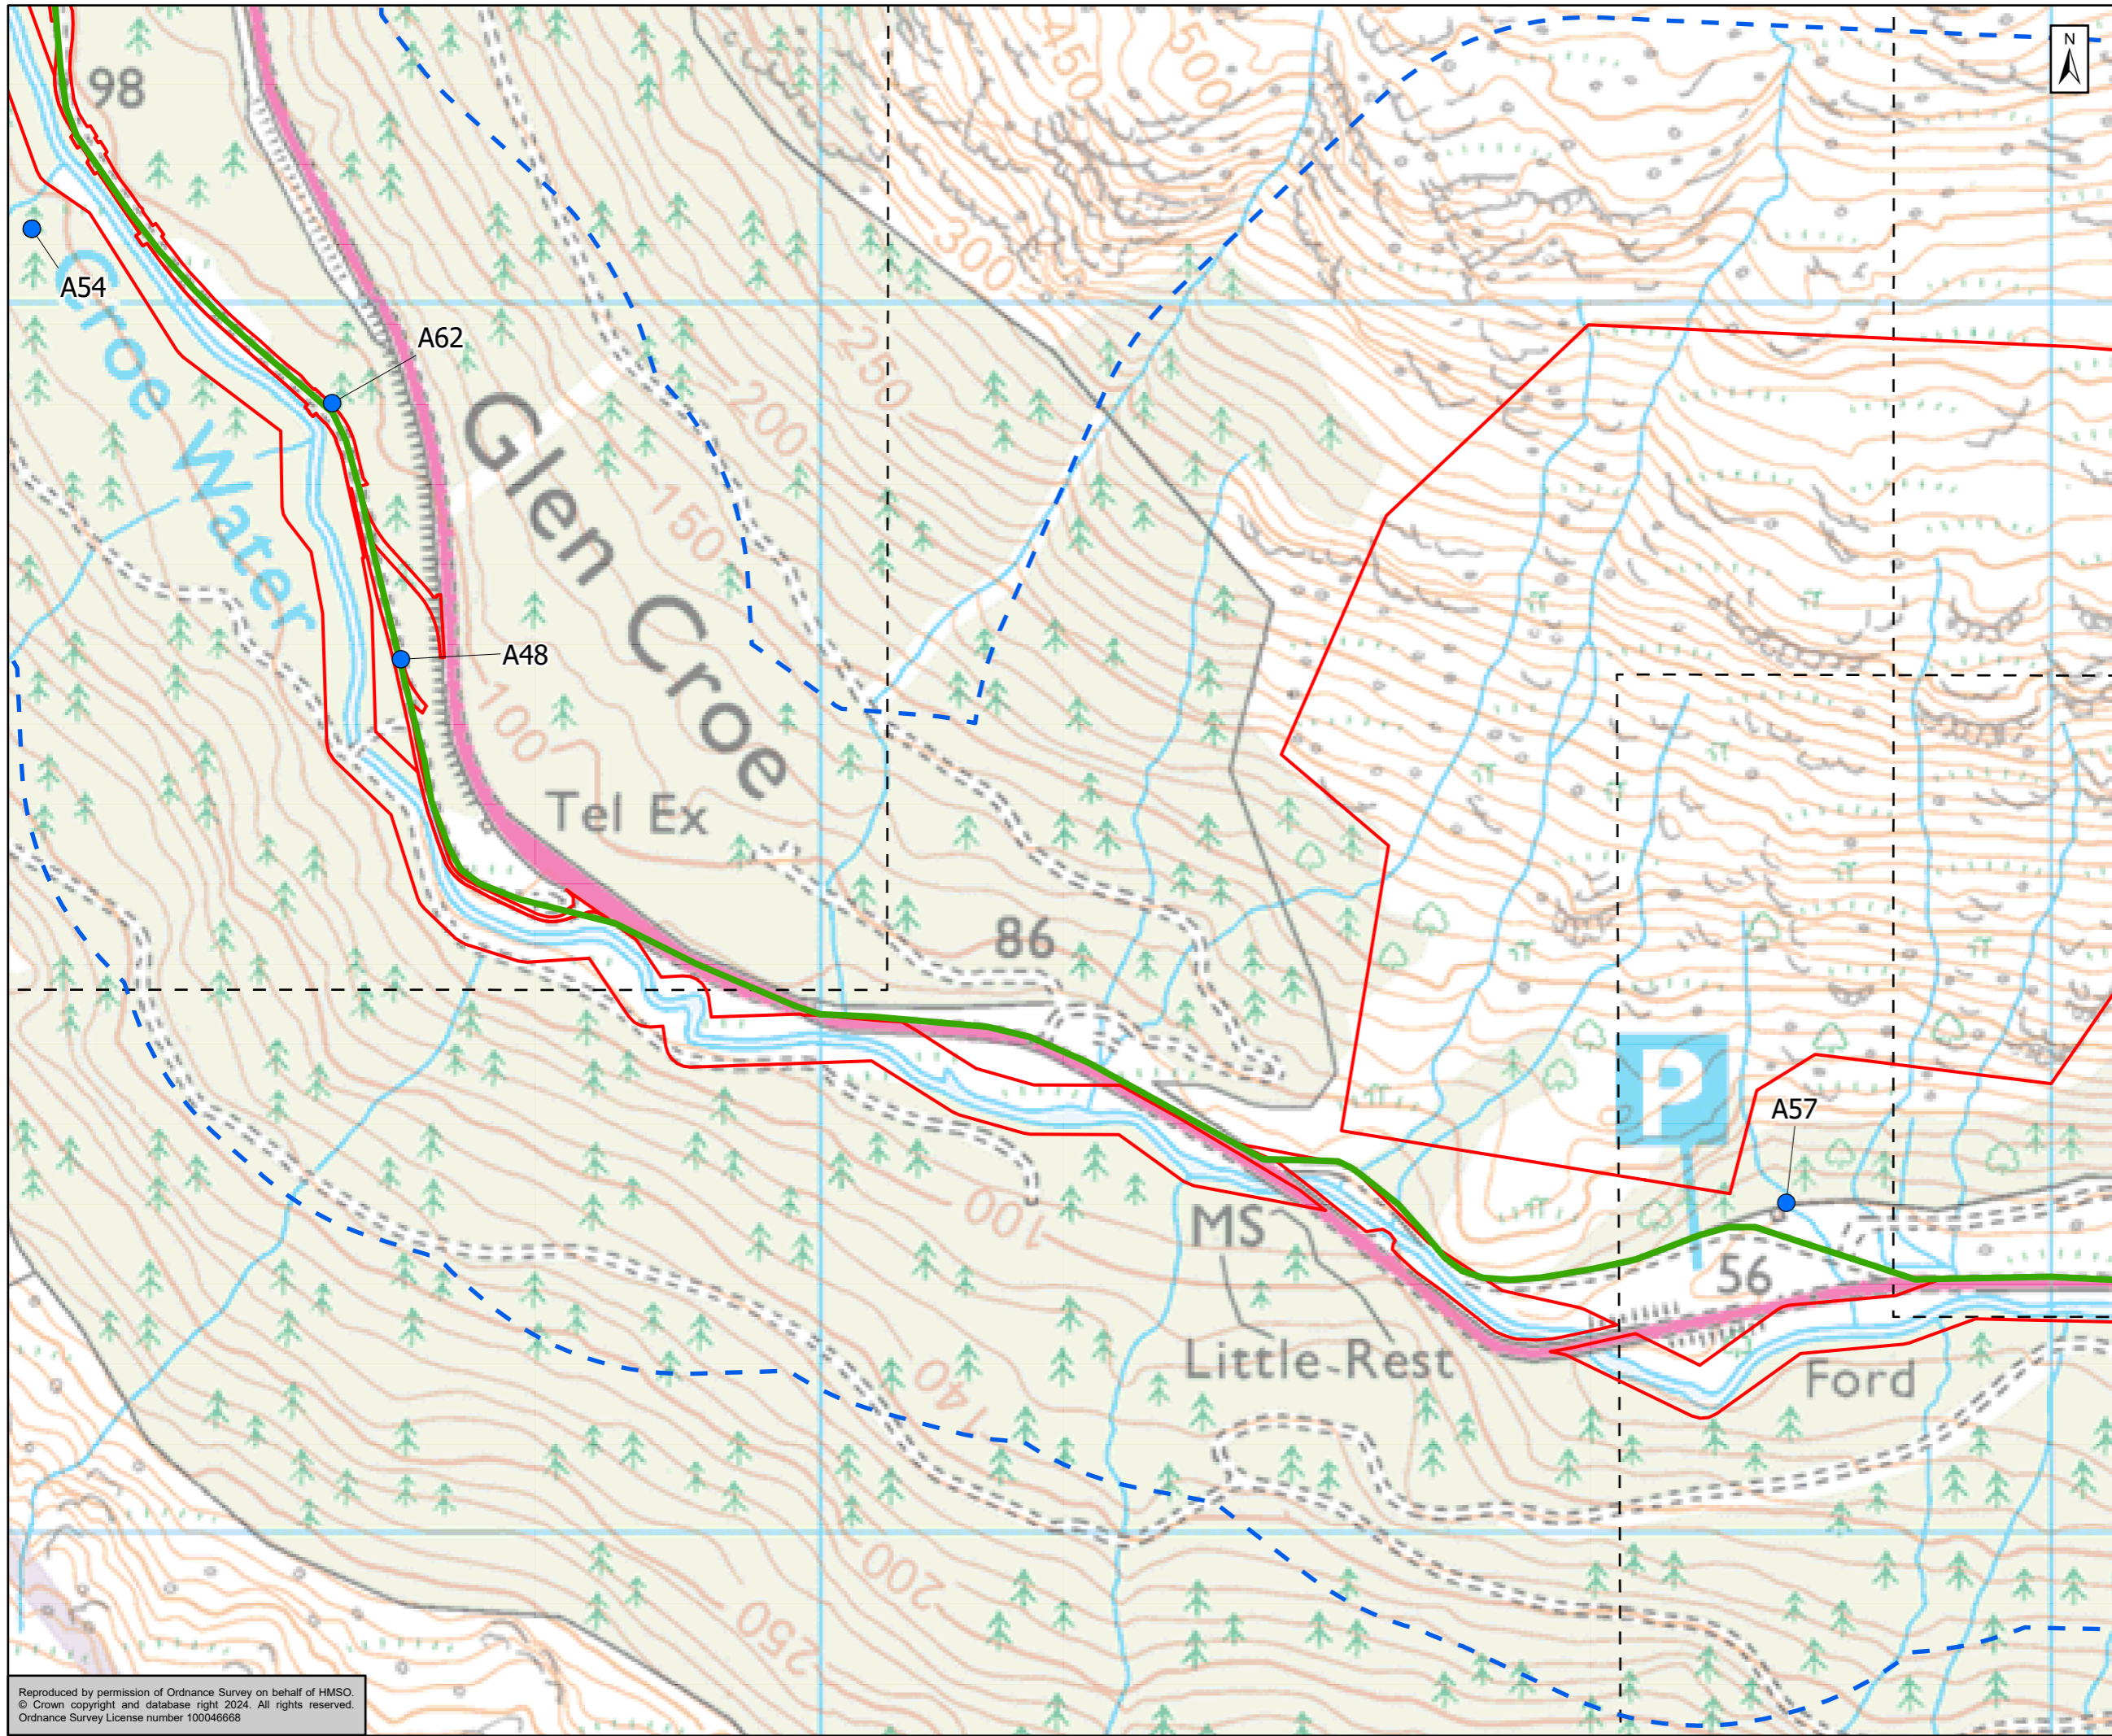 N
450
500
98
300
A54
Croe Water
A62
250
200
Glen Croe
150
A48
100
Tel Ex
86
P
A57
100
MS
56
Little-Rest
Ford
140
200
250
Reproduced by permission of Ordnance Survey on behalf of HMSO.
© Crown copyright and database right 2024. All rights reserved.
Ordnance Survey License number 100046668